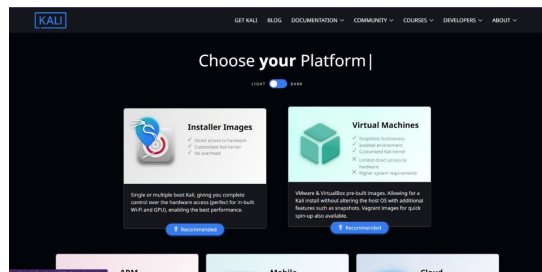 KALI
GET KALI BLOG DOCUMENTATION COMMUNITY COURSES DEVELOPERS ABOUT
Choose your Platform|
LIGHT DARK
Installer Images
Direct access to hardware
Customized Kali kernel
No overhead
Single or multiple boot Kali, giving you complete
control over the hardware access (perfect for in-built
Wi-Fi and GPU), enabling the best performance.
Recommended
Virtual Machines
Snapshots functionary
Isolated environment
Customized Kali kernel
Limited direct access to
hardware
Higher system requirements
VMware & VirtualBox pre-built images. Allowing for a
Kali install without altering the host OS with additional
features such as snapshots. Vagrant images for quick
spin-up also available.
Recommended
ARM
Mobile
Cloud